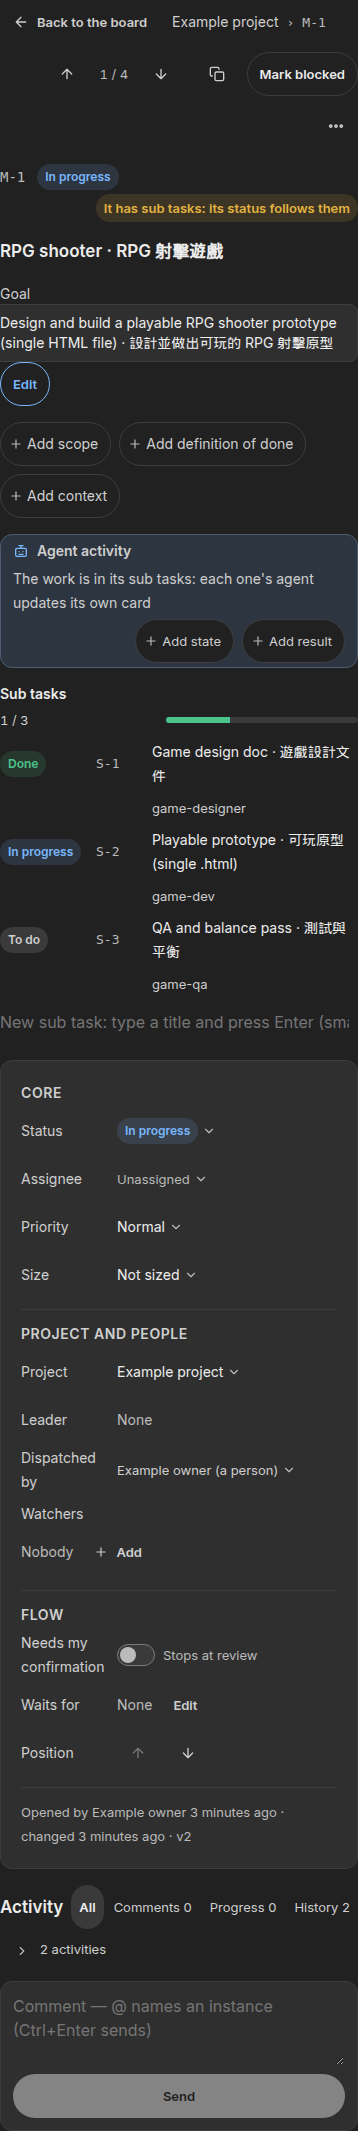 Back to the board Example project › M-1
1 / 4 Mark blocked
M-1 In progress
It has sub tasks: its status follows them
RPG shooter · RPG 射擊遊戲
Goal
Design and build a playable RPG shooter prototype
(single HTML file) · 設計並做出可玩的 RPG 射擊原型
Edit
+ Add scope + Add definition of done
+ Add context
Agent activity
The work is in its sub tasks: each one's agent
updates its own card
+ Add state + Add result
Sub tasks
1 / 3
Done S-1 Game design doc · 遊戲設計文
件
game-designer
In progress S-2 Playable prototype · 可玩原型
(single .html)
game-dev
To do S-3 QA and balance pass · 測試與
平衡
game-qa
New sub task: type a title and press Enter (sma
CORE
Status In progress
Assignee Unassigned
Priority Normal
Size Not sized
PROJECT AND PEOPLE
Project Example project
Leader None
Dispatched
by Example owner (a person)
Watchers
Nobody + Add
FLOW
Needs my
confirmation Stops at review
Waits for None Edit
Position
Opened by Example owner 3 minutes ago ·
changed 3 minutes ago · v2
Activity All Comments 0 Progress 0 History 2
2 activities
Comment — @ names an instance
(Ctrl+Enter sends)
Send